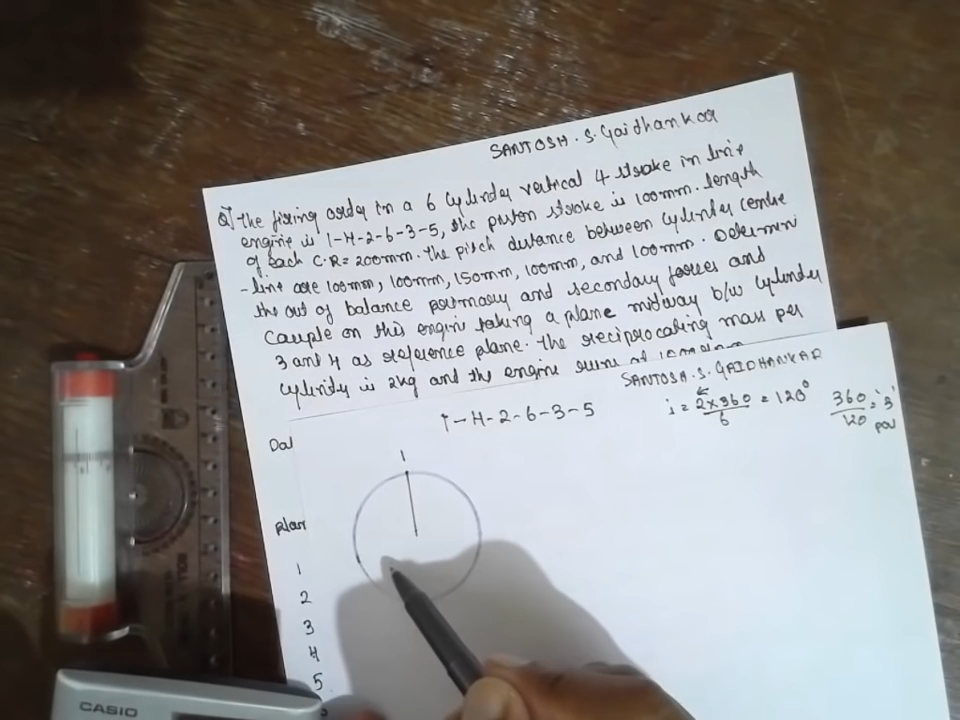 SANTOSH.S.Gaidhankar
Q] The firing order in a 6 cylinder vertical 4 stroke in line
engine is 1-4-2-6-3-5, the piston stroke is 100mm. length
of each C.R = 200mm. The pitch distance between cylinder centre
-line are 100mm, 100mm, 150mm, 100mm, and 100mm. Determine
the out of balance primary and secondary forces and
Couple on this engine taking a plane midway b/w cylinder
3 and 4 as reference plane. The reciprocating mass per
cylinder is 2kg and the engine runs at
SANTOSH.S.GAIDHANKAR
1-4-2-6-3-5
i = 2×360/6 = 120°
360/120 = '3'
Dat
1
plan
1
2
3
4
5
CASIO